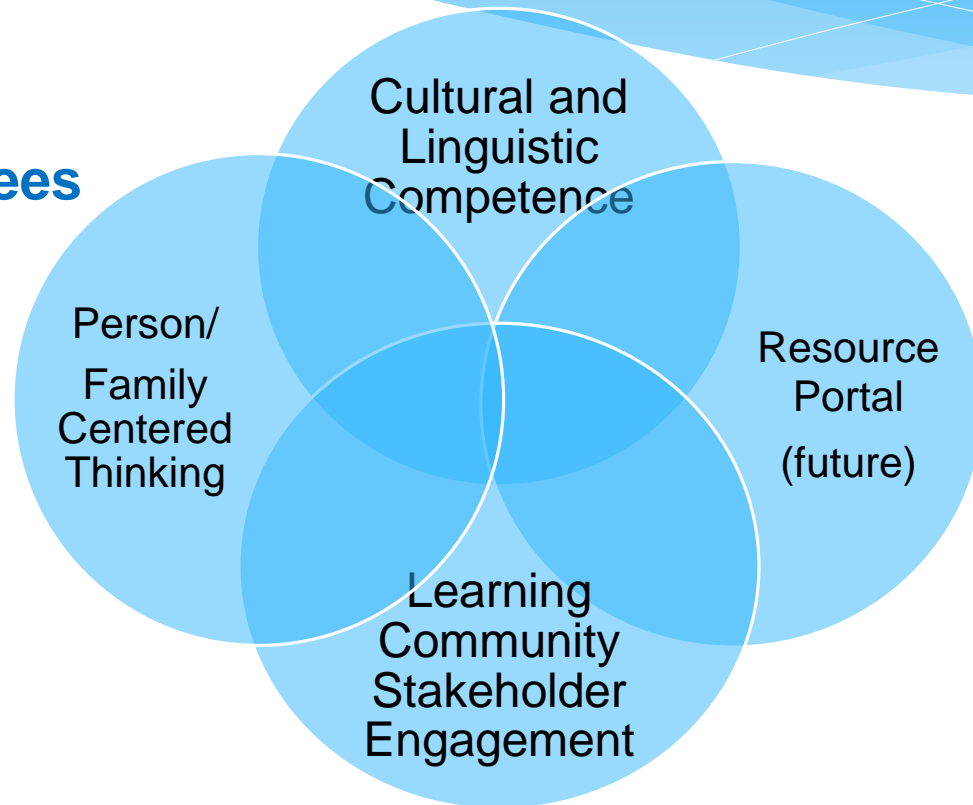 Cultural and
Linguistic
Competence
ees
Person/
Family
Centered
Thinking
Resource
Portal
(future)
Learning
Community
Stakeholder
Engagement